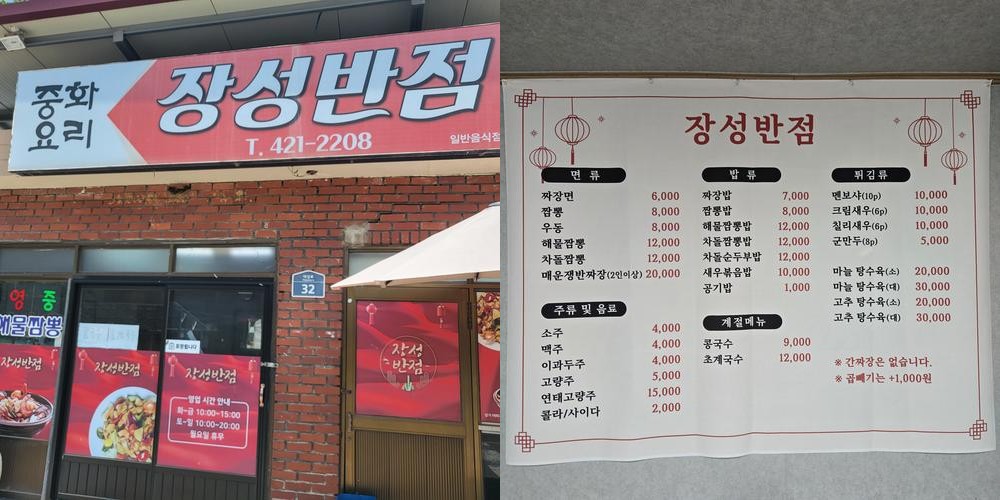 중화
요리
장성반점
T. 421-2208
일반음식점
32
영 중
해물짬뽕
포장됩니다
장성반점
장성반점
장성반점
영업 시간 안내
화~금 10:00~15:00
토~일 10:00~20:00
월요일 휴무
장성
반점
장성반점
면 류
짜장면 6,000
짬뽕 8,000
우동 8,000
해물짬뽕 12,000
차돌짬뽕 12,000
매운쟁반짜장(2인이상) 20,000
주류 및 음료
소주 4,000
맥주 4,000
이과두주 4,000
고량주 5,000
연태고량주 15,000
콜라/사이다 2,000
밥 류
짜장밥 7,000
짬뽕밥 8,000
해물짬뽕밥 12,000
차돌짬뽕밥 12,000
차돌순두부밥 12,000
새우볶음밥 10,000
공기밥 1,000
계절메뉴
콩국수 9,000
초계국수 12,000
튀김류
멘보샤(10p) 10,000
크림새우(6p) 10,000
칠리새우(6p) 10,000
군만두(8p) 5,000
마늘 탕수육(소) 20,000
마늘 탕수육(대) 30,000
고추 탕수육(소) 20,000
고추 탕수육(대) 30,000
※ 간짜장은 없습니다.
※ 곱빼기는 +1,000원